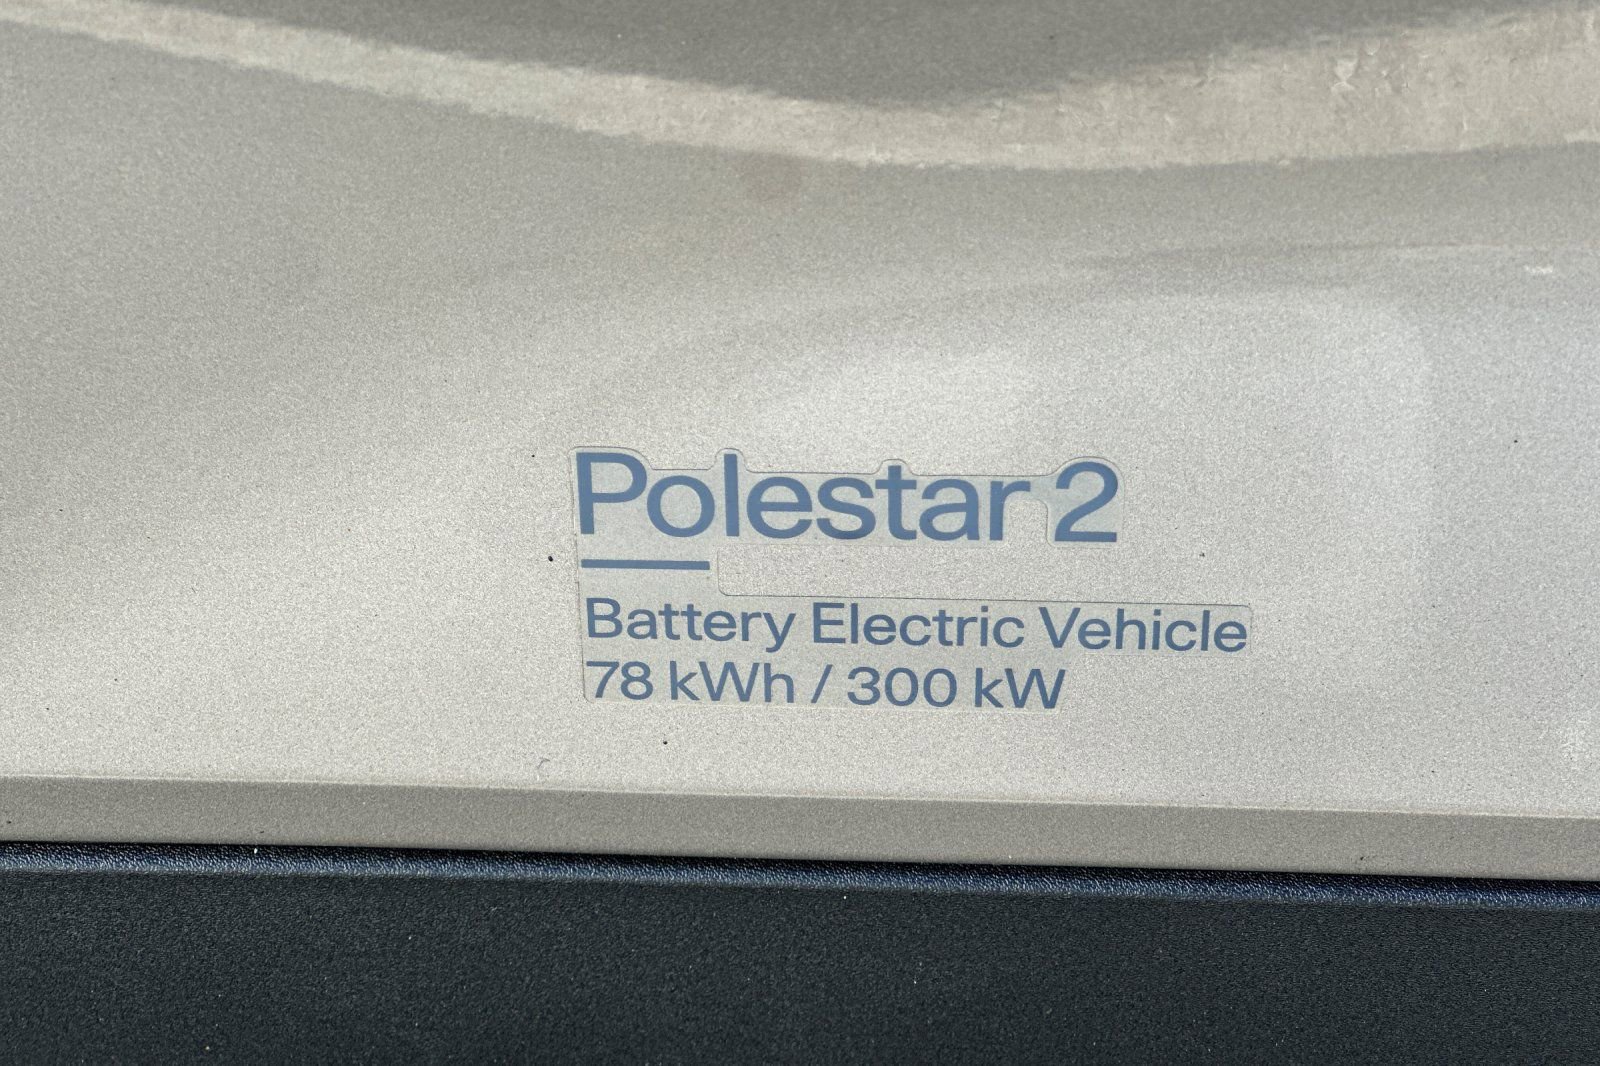 Polestar 2
Battery Electric Vehicle
78 kWh / 300 kW